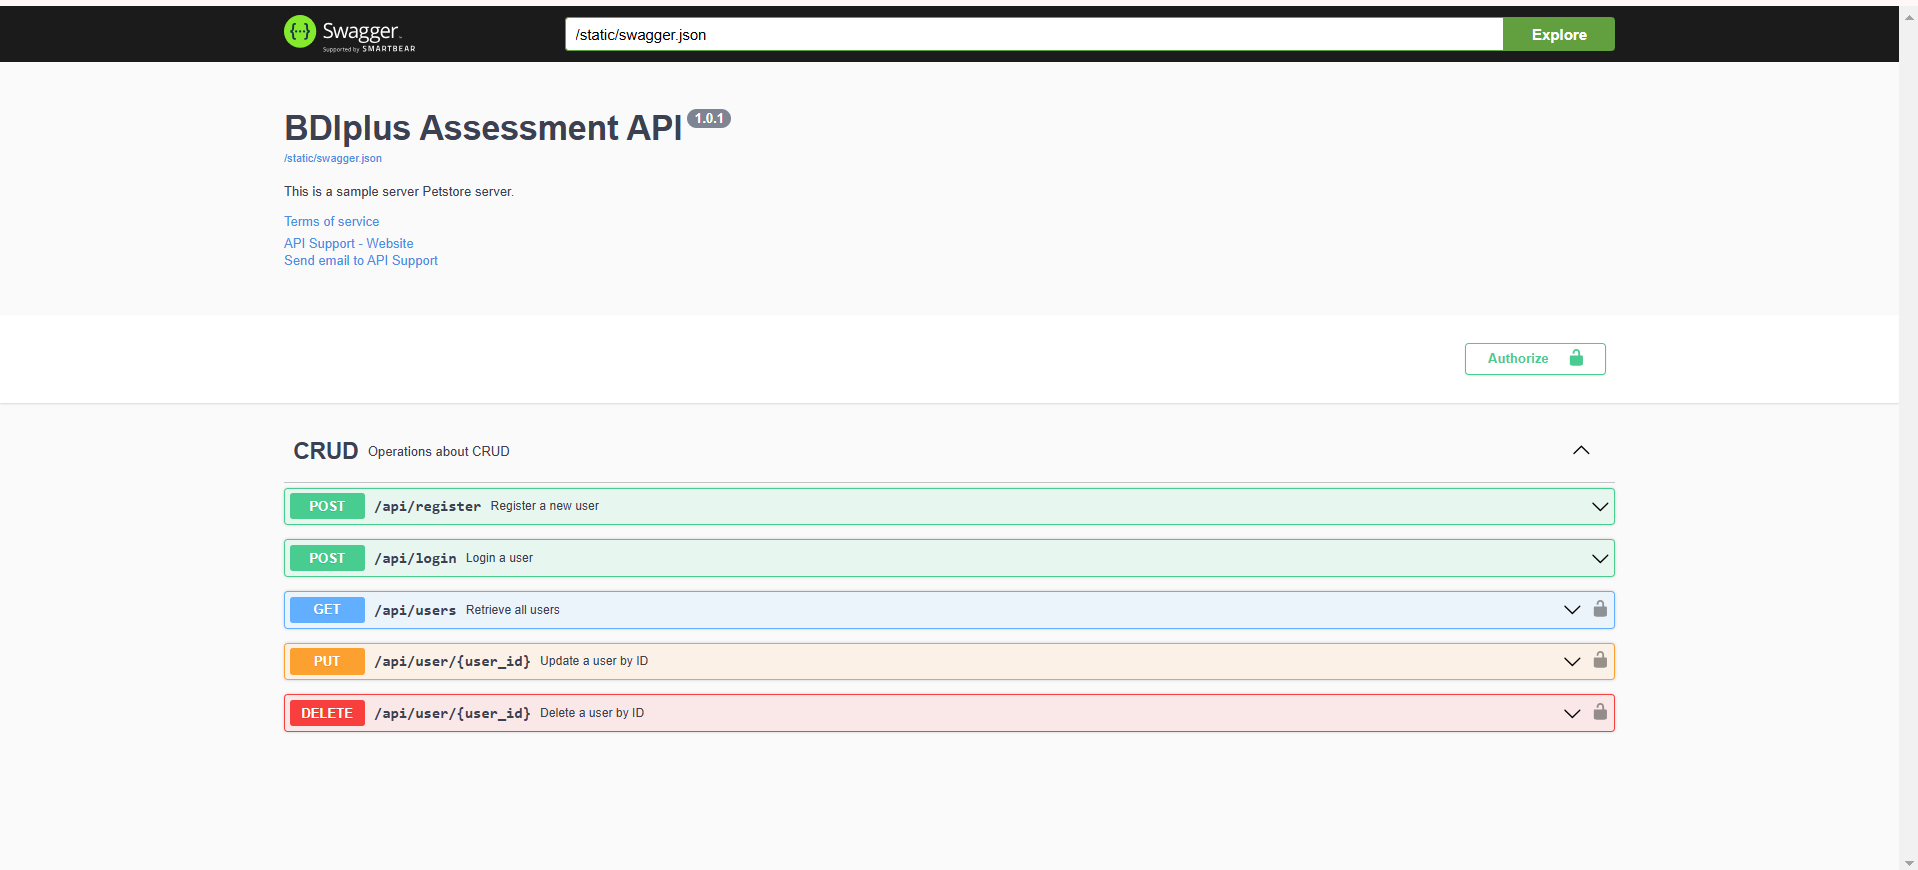 {...} Swagger™
Supported by SMARTBEAR
/static/swagger.json
Explore
BDIplus Assessment API 1.0.1
/static/swagger.json
This is a sample server Petstore server.
Terms of service
API Support - Website
Send email to API Support
Authorize
CRUD Operations about CRUD
POST /api/register Register a new user
POST /api/login Login a user
GET /api/users Retrieve all users
PUT /api/user/{user_id} Update a user by ID
DELETE /api/user/{user_id} Delete a user by ID